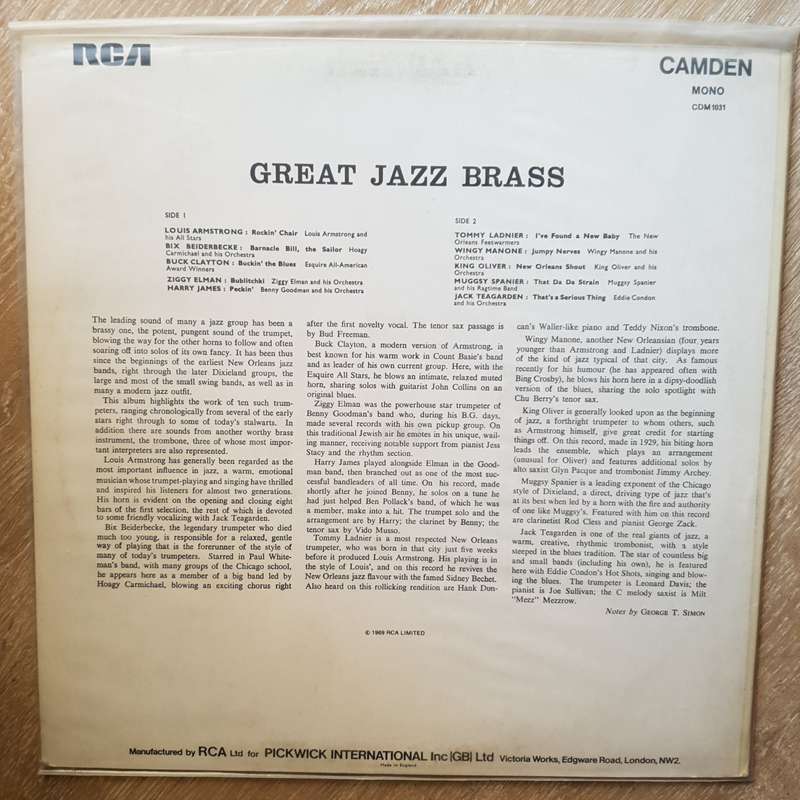 RCA
CAMDEN
MONO
CDM 1031
GREAT JAZZ BRASS
SIDE 1
LOUIS ARMSTRONG : Rockin' Chair Louis Armstrong and
his All Stars
BIX BEIDERBECKE : Barnacle Bill, the Sailor Hoagy
Carmichael and his Orchestra
BUCK CLAYTON : Buckin' the Blues Esquire All-American
Award Winners
ZIGGY ELMAN : Bublitchki Ziggy Elman and his Orchestra
HARRY JAMES : Peckin' Benny Goodman and his Orchestra
SIDE 2
TOMMY LADNIER : I've Found a New Baby The New
Orleans Feetwarmers
WINGY MANONE : Jumpy Nerves Wingy Manone and his
Orchestra
KING OLIVER : New Orleans Shout King Oliver and his
Orchestra
MUGGSY SPANIER : That Da Da Strain Muggsy Spanier
and his Ragtime Band
JACK TEAGARDEN : That's a Serious Thing Eddie Condon
and his Orchestra
The leading sound of many a jazz group has been a
brassy one, the potent, pungent sound of the trumpet,
blowing the way for the other horns to follow and often
soaring off into solos of its own fancy. It has been thus
since the beginnings of the earliest New Orleans jazz
bands, right through the later Dixieland groups, the
large and most of the small swing bands, as well as in
many a modern jazz outfit.
This album highlights the work of ten such trum-
peters, ranging chronologically from several of the early
stars right through to some of today's stalwarts. In
addition there are sounds from another worthy brass
instrument, the trombone, three of whose most impor-
tant interpreters are also represented.
Louis Armstrong has generally been regarded as the
most important influence in jazz, a warm, emotional
musician whose trumpet-playing and singing have thrilled
and inspired his listeners for almost two generations.
His horn is evident on the opening and closing eight
bars of the first selection, the rest of which is devoted
to some friendly vocalizing with Jack Teagarden.
Bix Beiderbecke, the legendary trumpeter who died
much too young, is responsible for a relaxed, gentle
way of playing that is the forerunner of the style of
many of today's trumpeters. Starred in Paul White-
man's band, with many groups of the Chicago school,
he appears here as a member of a big band led by
Hoagy Carmichael, blowing an exciting chorus right
after the first novelty vocal. The tenor sax passage is
by Bud Freeman.
Buck Clayton, a modern version of Armstrong, is
best known for his warm work in Count Basie's band
and as leader of his own current group. Here, with the
Esquire All Stars, he blows an intimate, relaxed muted
horn, sharing solos with guitarist John Collins on an
original blues.
Ziggy Elman was the powerhouse star trumpeter of
Benny Goodman's band who, during his B.G. days,
made several records with his own pickup group. On
this traditional Jewish air he emotes in his unique, wail-
ing manner, receiving notable support from pianist Jess
Stacy and the rhythm section.
Harry James played alongside Elman in the Good-
man band, then branched out as one of the most suc-
cessful bandleaders of all time. On his record, made
shortly after he joined Benny, he solos on a tune he
had just helped Ben Pollack's band, of which he was
a member, make into a hit. The trumpet solo and the
arrangement are by Harry; the clarinet by Benny; the
tenor sax by Vido Musso.
Tommy Ladnier is a most respected New Orleans
trumpeter, who was born in that city just five weeks
before it produced Louis Armstrong. His playing is in
the style of Louis', and on this record he revives the
New Orleans jazz flavour with the famed Sidney Bechet.
Also heard on this rollicking rendition are Hank Dun-
can's Waller-like piano and Teddy Nixon's trombone.
Wingy Manone, another New Orleansian (four years
younger than Armstrong and Ladnier) displays more
of the kind of jazz typical of that city. As famous
recently for his humour (he has appeared often with
Bing Crosby), he blows his horn here in a dipsy-doodlish
version of the blues, sharing the solo spotlight with
Chu Berry's tenor sax.
King Oliver is generally looked upon as the beginning
of jazz, a forthright trumpeter to whom others, such
as Armstrong himself, give great credit for starting
things off. On this record, made in 1929, his biting horn
leads the ensemble, which plays an arrangement
(unusual for Oliver) and features additional solos by
alto saxist Glyn Pacque and trombonist Jimmy Archey.
Muggsy Spanier is a leading exponent of the Chicago
style of Dixieland, a direct, driving type of jazz that's
at its best when led by a horn with the fire and authority
of one like Muggsy's. Featured with him on this record
are clarinetist Rod Cless and pianist George Zack.
Jack Teagarden is one of the real giants of jazz, a
warm, creative, rhythmic trombonist, with a style
steeped in the blues tradition. The star of countless big
and small bands (including his own), he is featured
here with Eddie Condon's Hot Shots, singing and blow-
ing the blues. The trumpeter is Leonard Davis; the
pianist is Joe Sullivan; the C melody saxist is Milt
"Mezz" Mezzrow.
Notes by GEORGE T. SIMON
© 1969 RCA LIMITED
Manufactured by RCA Ltd for PICKWICK INTERNATIONAL Inc (GB) Ltd Victoria Works, Edgware Road, London, NW2.
Made in England